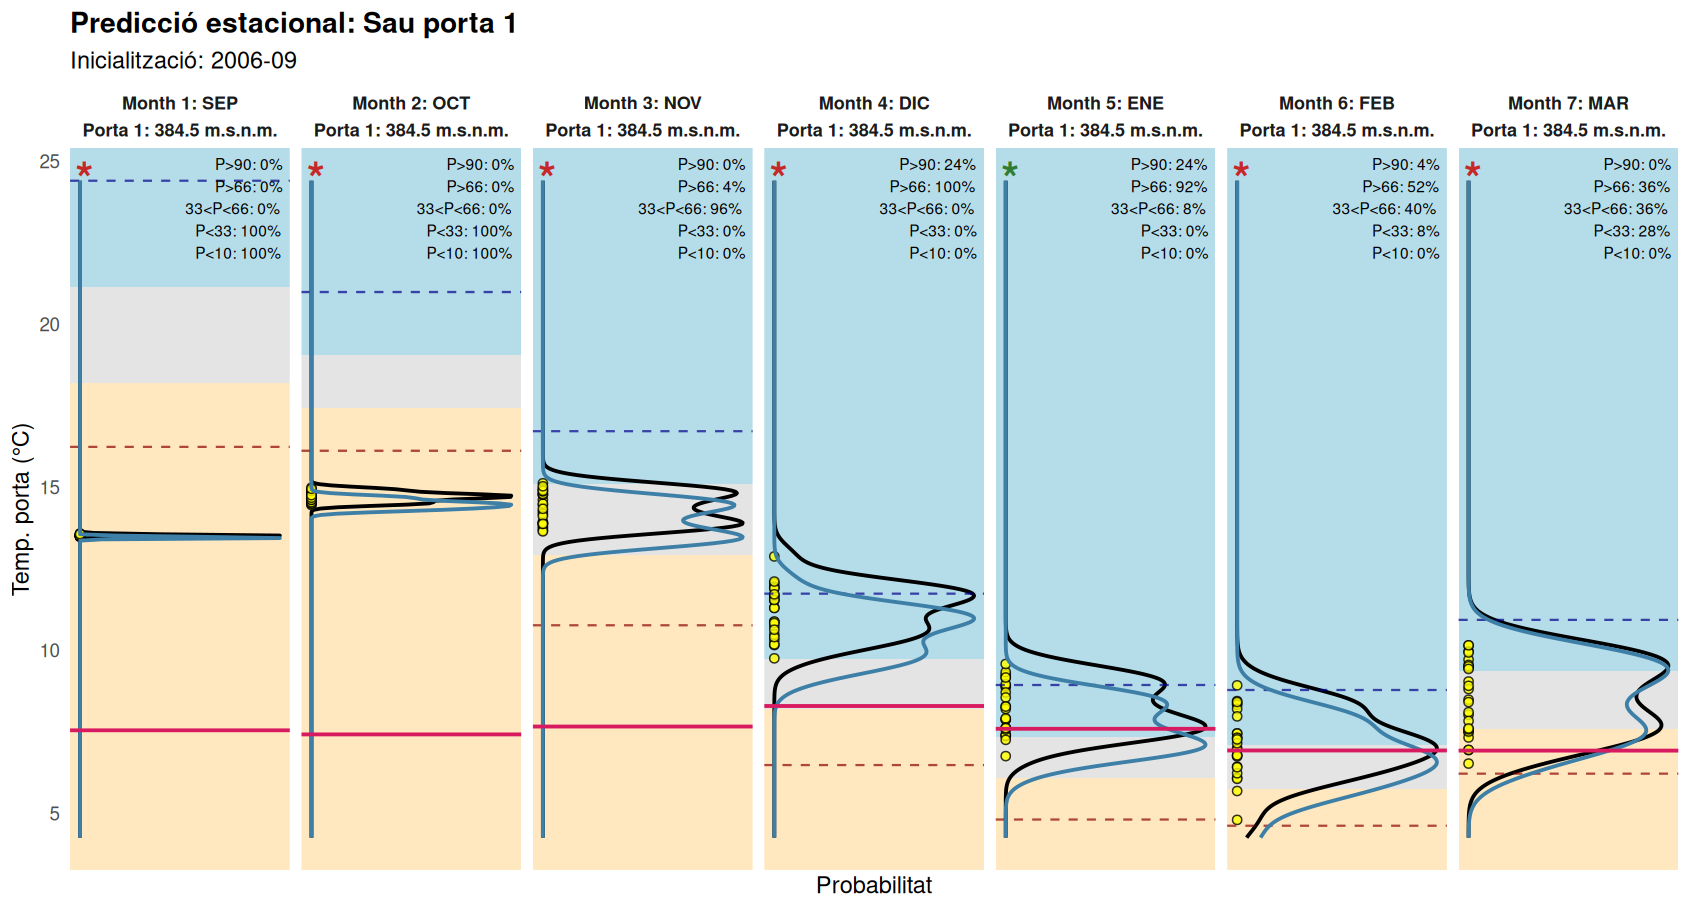 Predicció estacional: Sau porta 1
Inicialització: 2006-09
Month 1: SEP
Porta 1: 384.5 m.s.n.m.
Month 2: OCT
Porta 1: 384.5 m.s.n.m.
Month 3: NOV
Porta 1: 384.5 m.s.n.m.
Month 4: DIC
Porta 1: 384.5 m.s.n.m.
Month 5: ENE
Porta 1: 384.5 m.s.n.m.
Month 6: FEB
Porta 1: 384.5 m.s.n.m.
Month 7: MAR
Porta 1: 384.5 m.s.n.m.
Temp. porta (°C)
25
20
15
10
5
*
P>90: 0%
P>66: 0%
33<P<66: 0%
P<33: 100%
P<10: 100%
*
P>90: 0%
P>66: 0%
33<P<66: 0%
P<33: 100%
P<10: 100%
*
P>90: 0%
P>66: 4%
33<P<66: 96%
P<33: 0%
P<10: 0%
*
P>90: 24%
P>66: 100%
33<P<66: 0%
P<33: 0%
P<10: 0%
*
P>90: 24%
P>66: 92%
33<P<66: 8%
P<33: 0%
P<10: 0%
*
P>90: 4%
P>66: 52%
33<P<66: 40%
P<33: 8%
P<10: 0%
*
P>90: 0%
P>66: 36%
33<P<66: 36%
P<33: 28%
P<10: 0%
Probabilitat